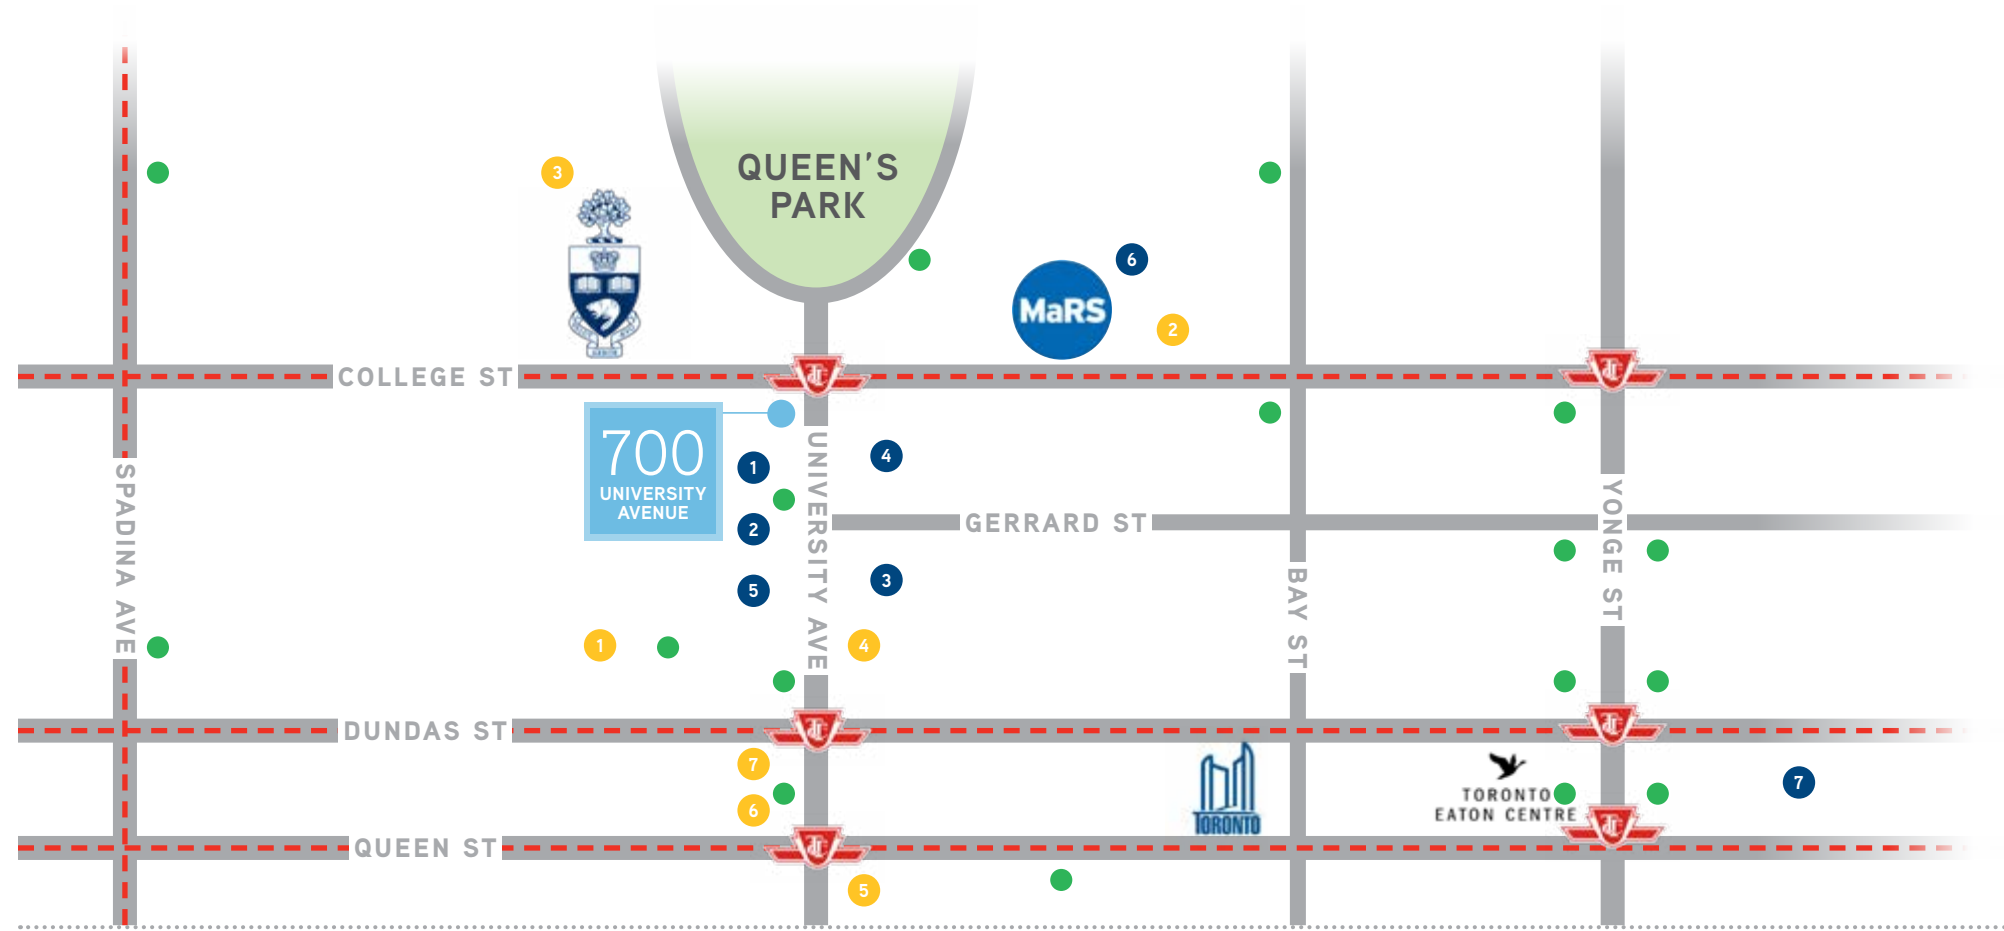 QUEEN'S
PARK
3
6
MaRS
2
COLLEGE ST
700
UNIVERSITY
AVENUE
1
4
2
5
3
1
4
SPADINA AVE
UNIVERSITY AVE
GERRARD ST
BAY ST
YONGE ST
DUNDAS ST
7
6
TORONTO
TORONTO
EATON CENTRE
7
QUEEN ST
5